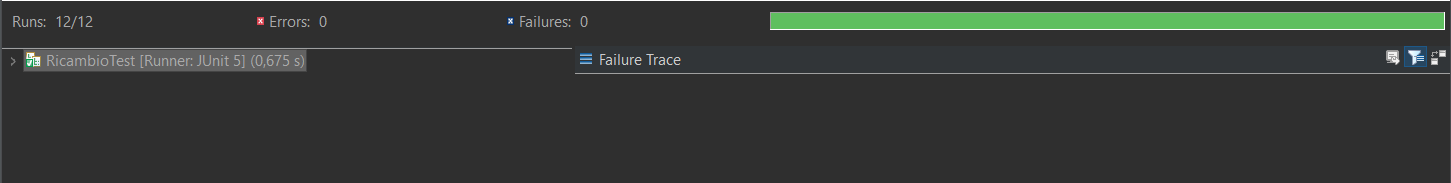 Runs: 12/12 Errors: 0 Failures: 0
RicambioTest [Runner: JUnit 5] (0,675 s)
Failure Trace